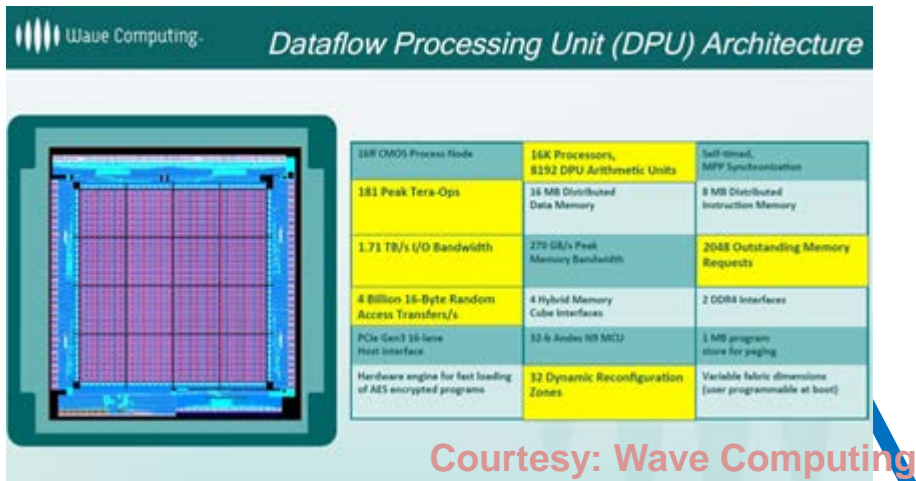 Wave Computing
Dataflow Processing Unit (DPU) Architecture
16ff CMOS Process Node
16K Processors,
8192 DPU Arithmetic Units
Self-timed,
MPP Synchronization
181 Peak Tera-Ops
16 MB Distributed
Data Memory
8 MB Distributed
Instruction Memory
1.71 TB/s I/O Bandwidth
270 GB/s Peak
Memory Bandwidth
2048 Outstanding Memory
Requests
4 Billion 16-Byte Random
Access Transfers/s
4 Hybrid Memory
Cube Interfaces
2 DDR4 Interfaces
PCIe Gen3 16-lane
Host Interface
32-b Andes N9 MCU
1 MB program
store for paging
Hardware engine for fast loading
of AES encrypted programs
32 Dynamic Reconfiguration
Zones
Variable fabric dimensions
(user programmable at boot)
Courtesy: Wave Computing